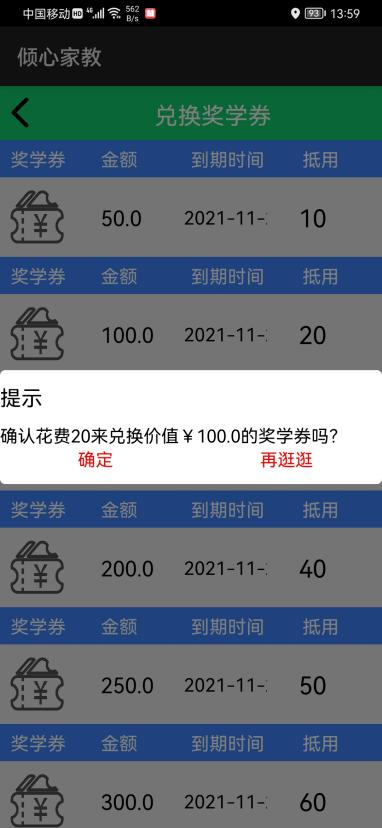 中国移动 HD 4G 562 B/s 93 13:59
倾心家教
兑换奖学券
奖学券 金额 到期时间 抵用
¥ 50.0 2021-11- 10
奖学券 金额 到期时间 抵用
¥ 100.0 2021-11- 20
提示
确认花费20来兑换价值￥100.0的奖学券吗?
确定 再逛逛
奖学券 金额 到期时间 抵用
¥ 200.0 2021-11- 40
奖学券 金额 到期时间 抵用
¥ 250.0 2021-11- 50
奖学券 金额 到期时间 抵用
¥ 300.0 2021-11- 60